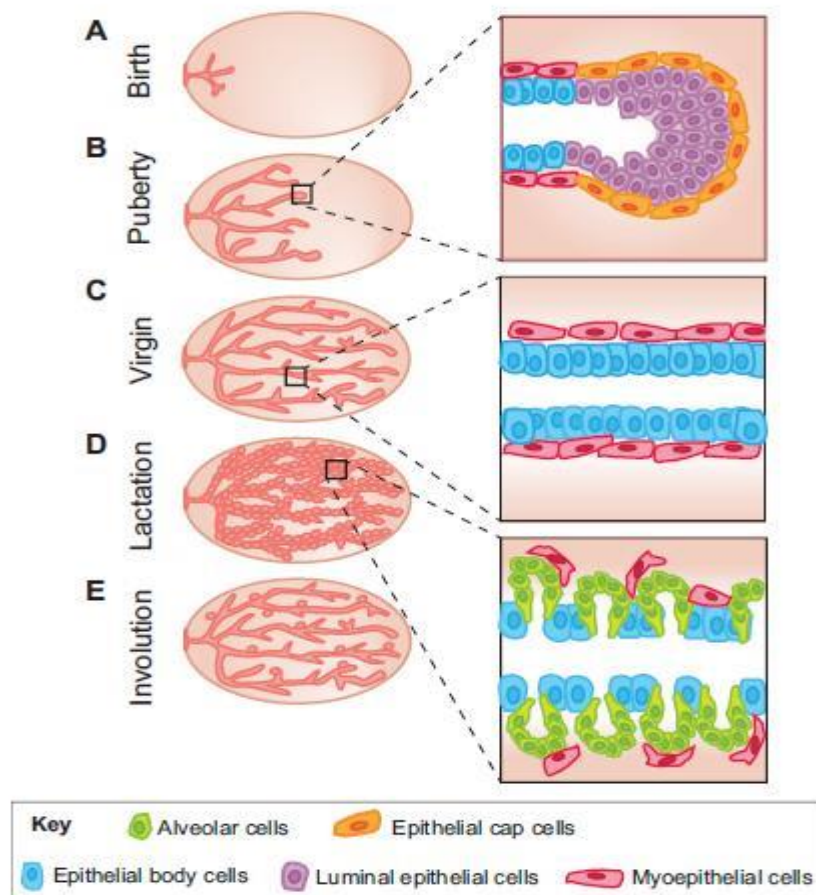 A
Birth
B
Puberty
C
Virgin
D
Lactation
E
Involution
Key
Alveolar cells
Epithelial cap cells
Epithelial body cells
Luminal epithelial cells
Myoepithelial cells